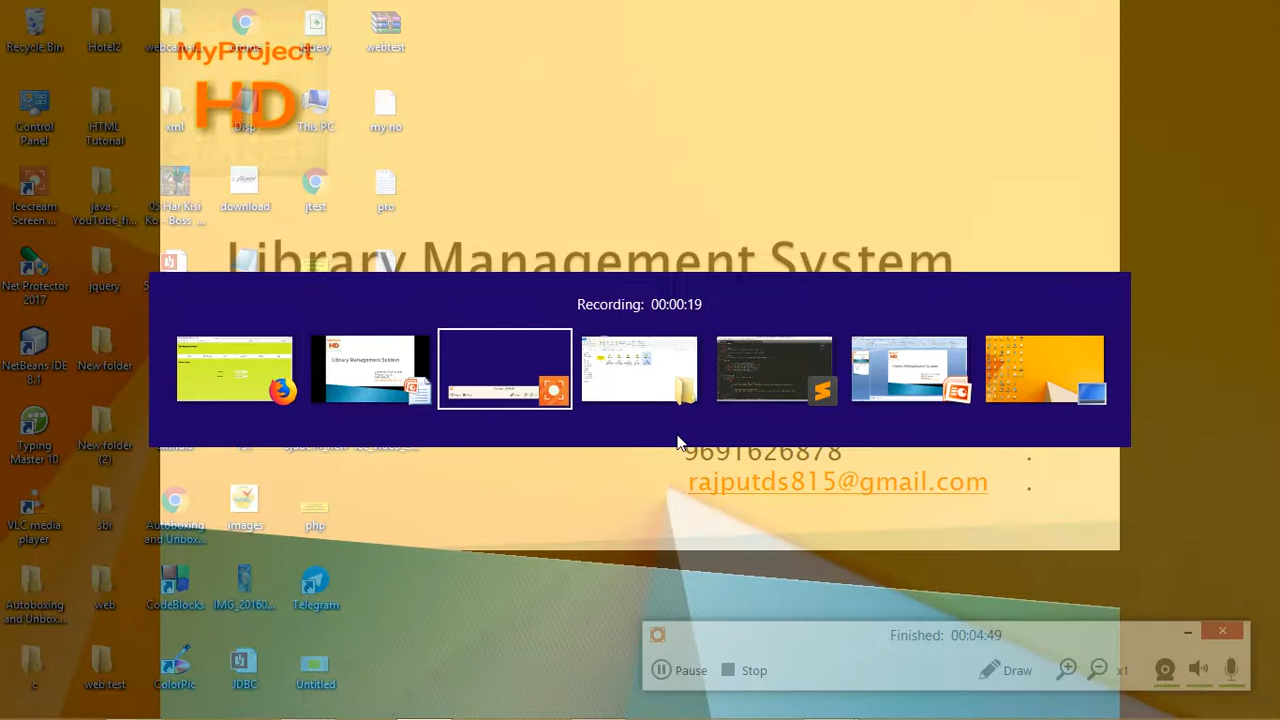 Recycle Bin
Hotel2
jquery
webtest
MyProject
HD
Control Panel
HTML Tutorial
xml
Disp
This PC
my no
Icecream Screen ...
java - YouTube_fi...
05 Har Kisi Ko - Boss ...
download
jtest
pro
Library Management System
Net Protector 2017
jquery
Recording: 00:00:19
NetBeans IDE 8.1
New folder
Typing Master 10
New folder (2)
9691626878 .
rajputds815@gmail.com .
VLC media player
sbi
Autoboxing and Unbox...
images
php
Autoboxing and Unbox...
web
CodeBlocks
IMG_20160...
Telegram
Finished: 00:04:49
Pause
Stop
Draw
x1
c
web test
ColorPic
JDBC
Untitled